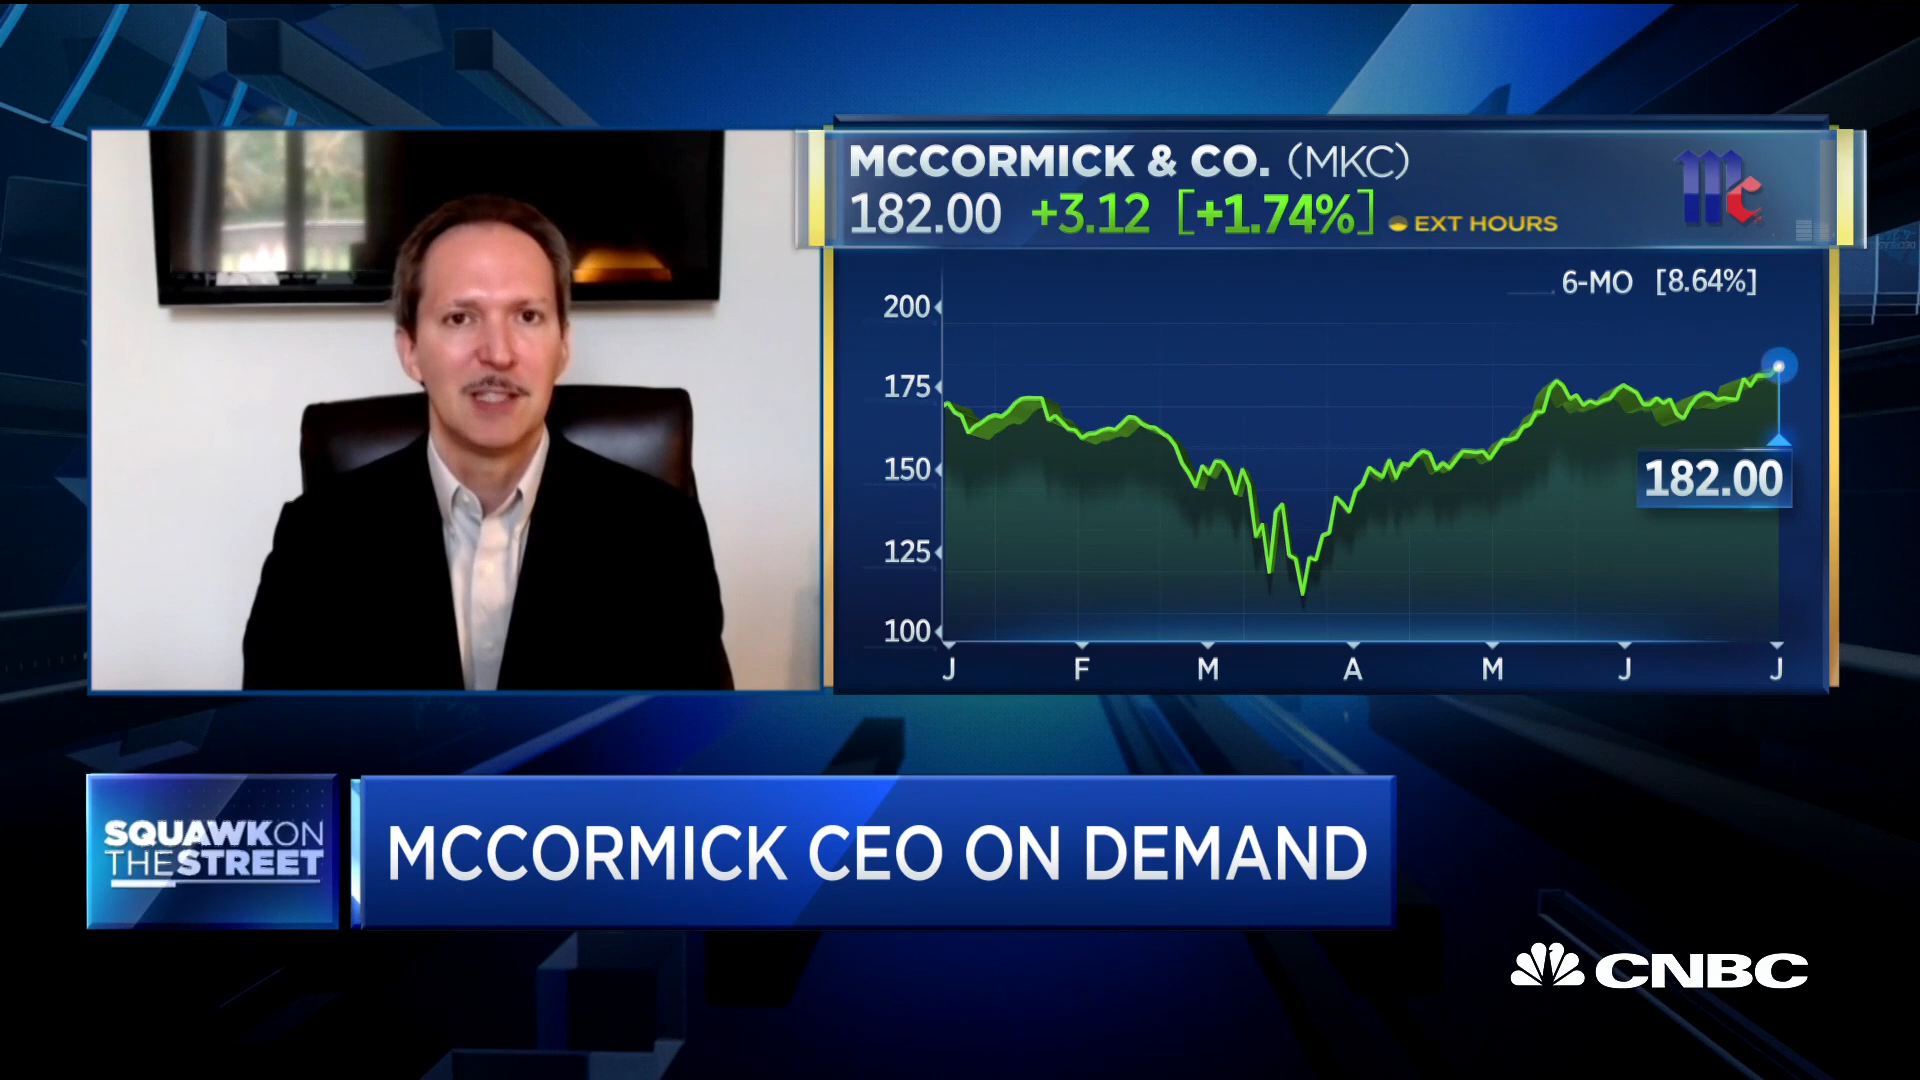 MCCORMICK & CO. (MKC)
182.00 +3.12 [+1.74%] EXT HOURS
Mc
6-MO [8.64%]
200
175
150
125
100
182.00
J F M A M J J
SQUAWK ON
THE STREET
MCCORMICK CEO ON DEMAND
CNBC